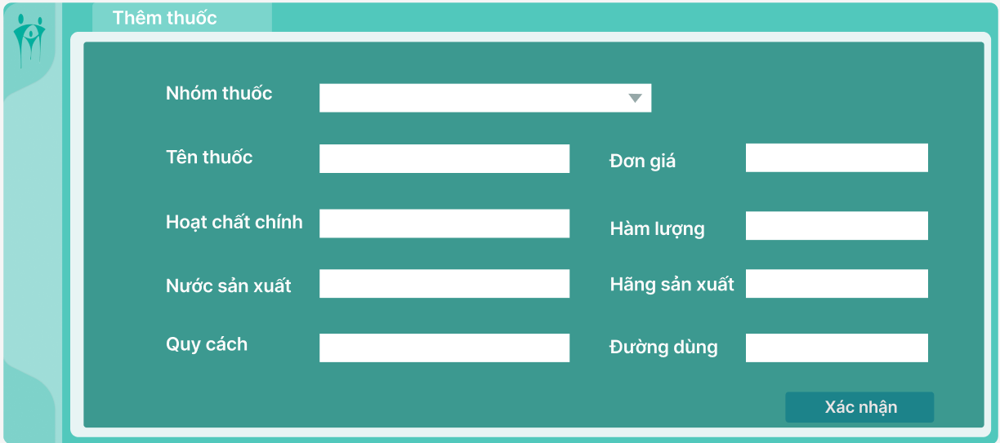 Thêm thuốc
Nhóm thuốc
Tên thuốc
Đơn giá
Hoạt chất chính
Hàm lượng
Nước sản xuất
Hãng sản xuất
Quy cách
Đường dùng
Xác nhận